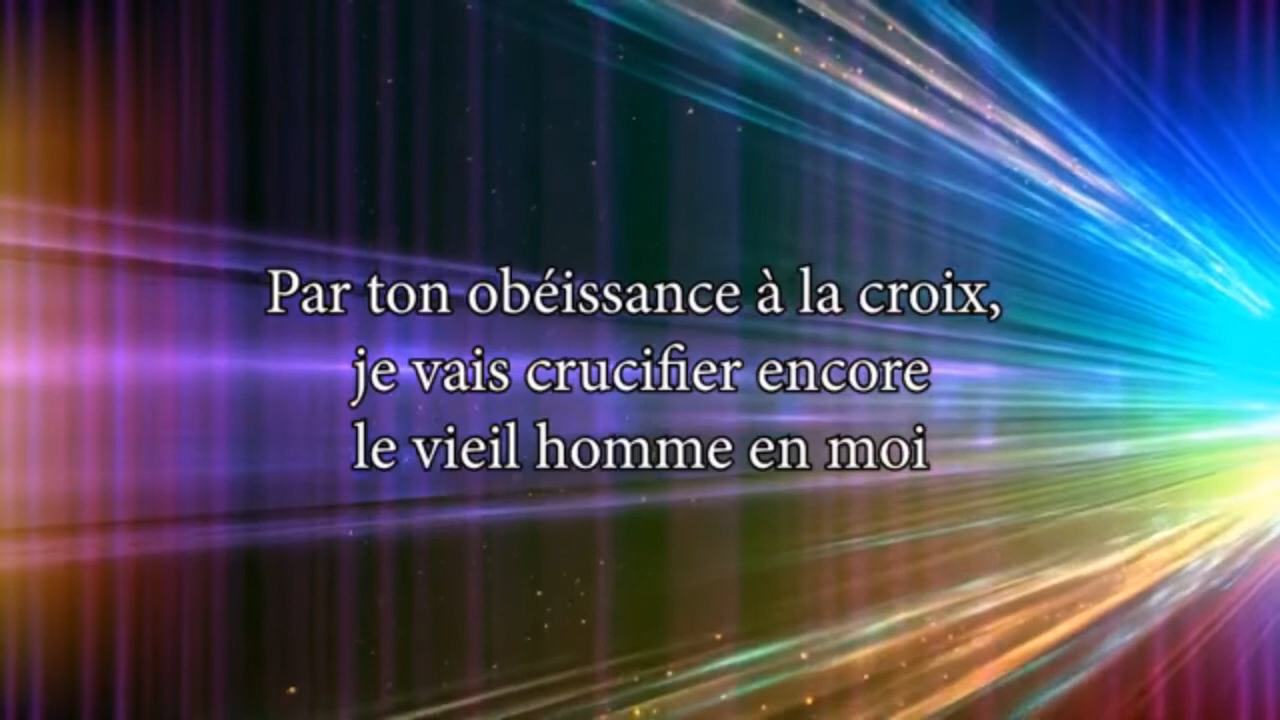 Par ton obéissance à la croix,
je vais crucifier encore
le vieil homme en moi